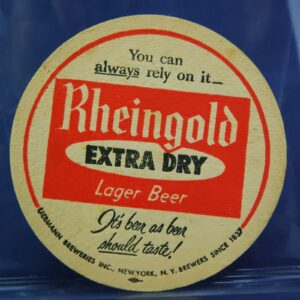 You can
always rely on it_
Rheingold
EXTRA DRY
Lager Beer
It's beer as beer
should taste!
LIEBMANN BREWERIES INC., NEW YORK, N.Y. BREWERS SINCE 1837